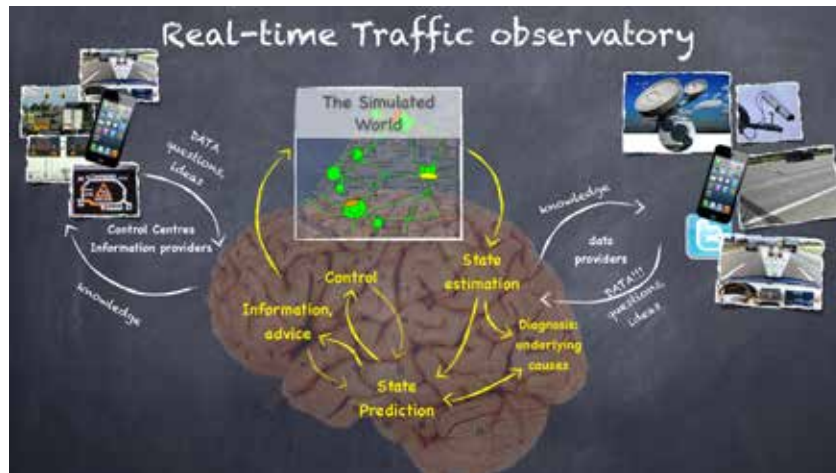 Real-time Traffic observatory
The Simulated
World
DATA
questions,
ideas
Control Centres
Information providers
knowledge
Control
Information,
advice
State
estimation
Diagnosis:
underlying
causes
State
Prediction
knowledge
data
providers
DATA!!!
questions,
ideas